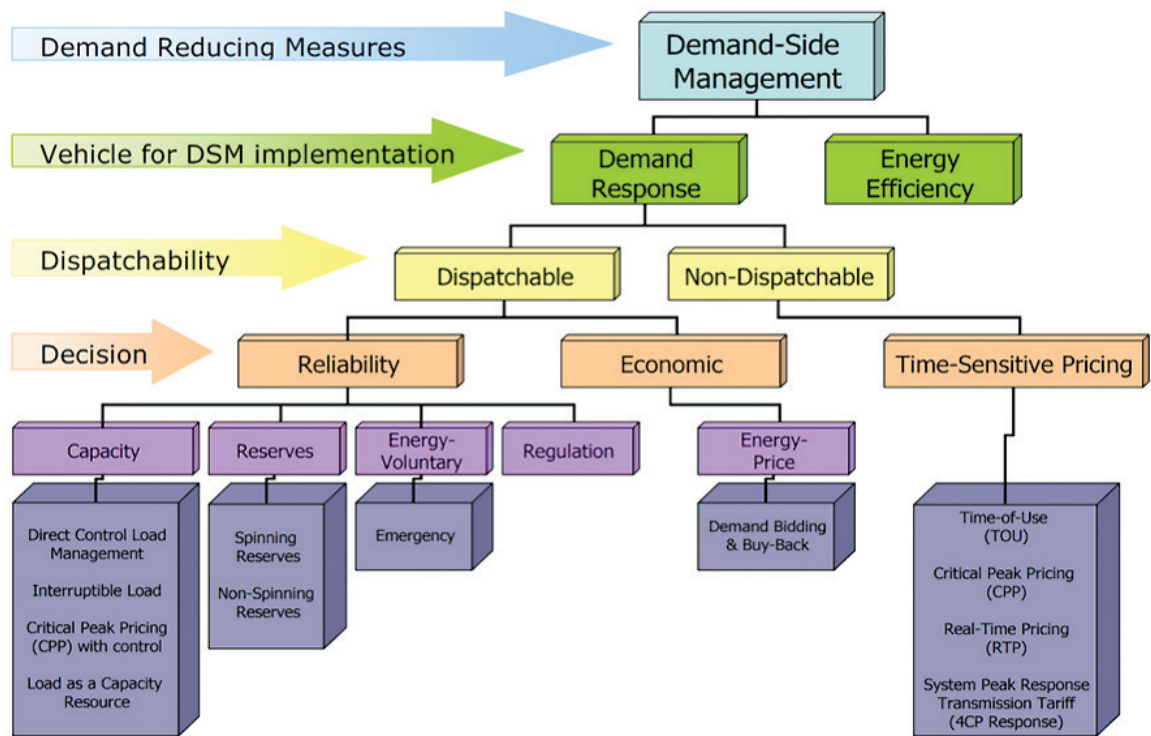 Demand Reducing Measures
Demand-Side
Management
Vehicle for DSM implementation
Demand
Response
Energy
Efficiency
Dispatchability
Dispatchable
Non-Dispatchable
Decision
Reliability
Economic
Time-Sensitive Pricing
Capacity
Reserves
Energy-
Voluntary
Regulation
Energy-
Price
Direct Control Load
Management
Interruptible Load
Critical Peak Pricing
(CPP) with control
Load as a Capacity
Resource
Spinning
Reserves
Non-Spinning
Reserves
Emergency
Demand Bidding
& Buy-Back
Time-of-Use
(TOU)
Critical Peak Pricing
(CPP)
Real-Time Pricing
(RTP)
System Peak Response
Transmission Tariff
(4CP Response)